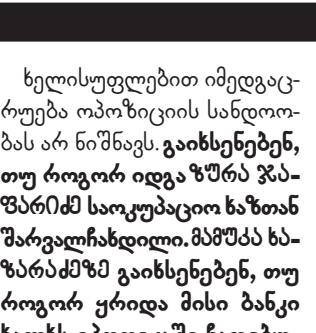 ხელისუფლებით იმედგაც-
რუება ოპოზიციის სანდოო-
ბას არ ნიშნავს. გაიხსენებენ,
თუ როგორ იდგა ზურა ჯა-
ფარიძე საოკუპაციო ხაზთან
შარვალჩახდილი. მამუკა ხა-
ზარაძეზე გაიხსენებენ, თუ
როგორ ყრიდა მისი ბანკი